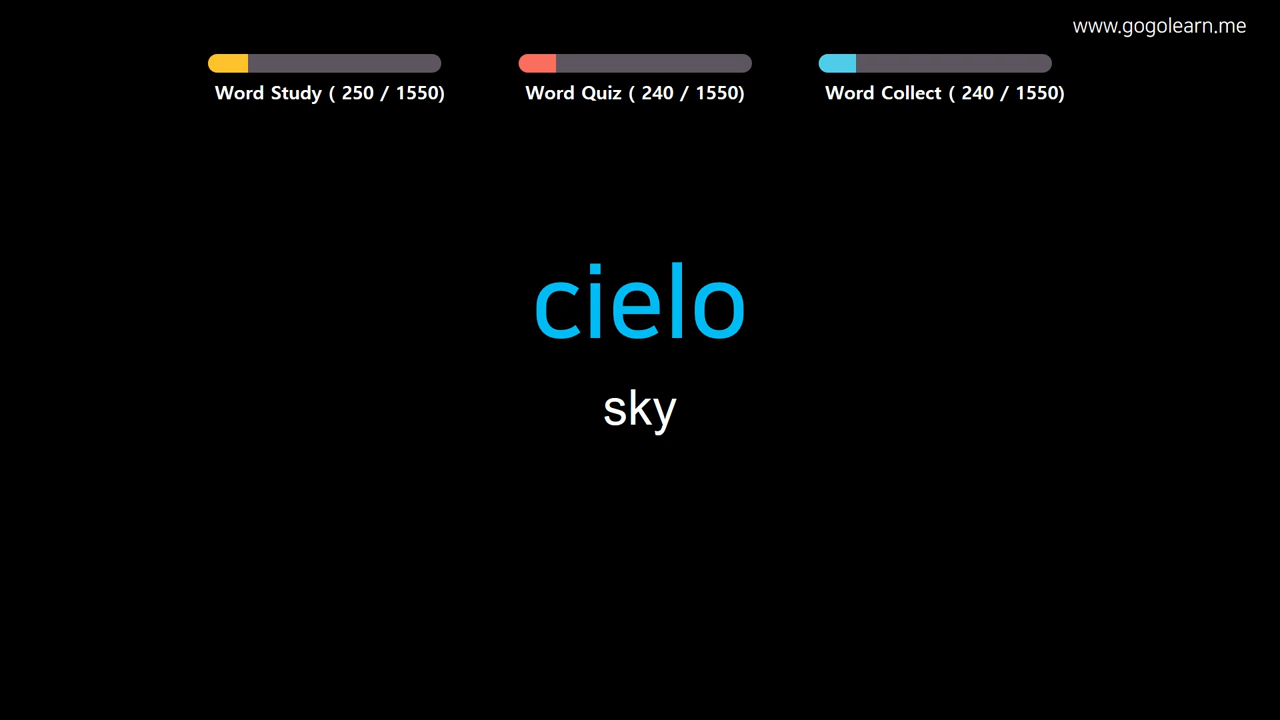 www.gogolearn.me
Word Study ( 250 / 1550)
Word Quiz ( 240 / 1550)
Word Collect ( 240 / 1550)
cielo
sky